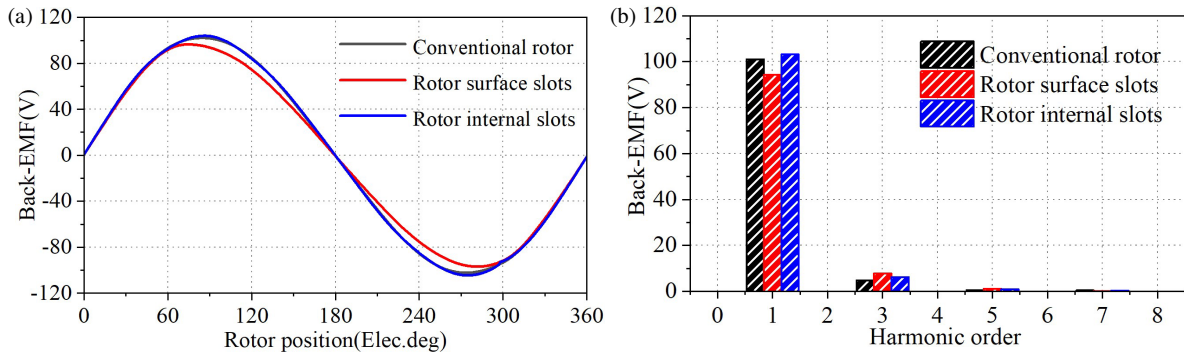 (a)
120
80
40
0
-40
-80
-120
Back-EMF(V)
Conventional rotor
Rotor surface slots
Rotor internal slots
0 60 120 180 240 300 360
Rotor position(Elec.deg)
(b)
120
100
80
60
40
20
0
Back-EMF(V)
Conventional rotor
Rotor surface slots
Rotor internal slots
0 1 2 3 4 5 6 7 8
Harmonic order